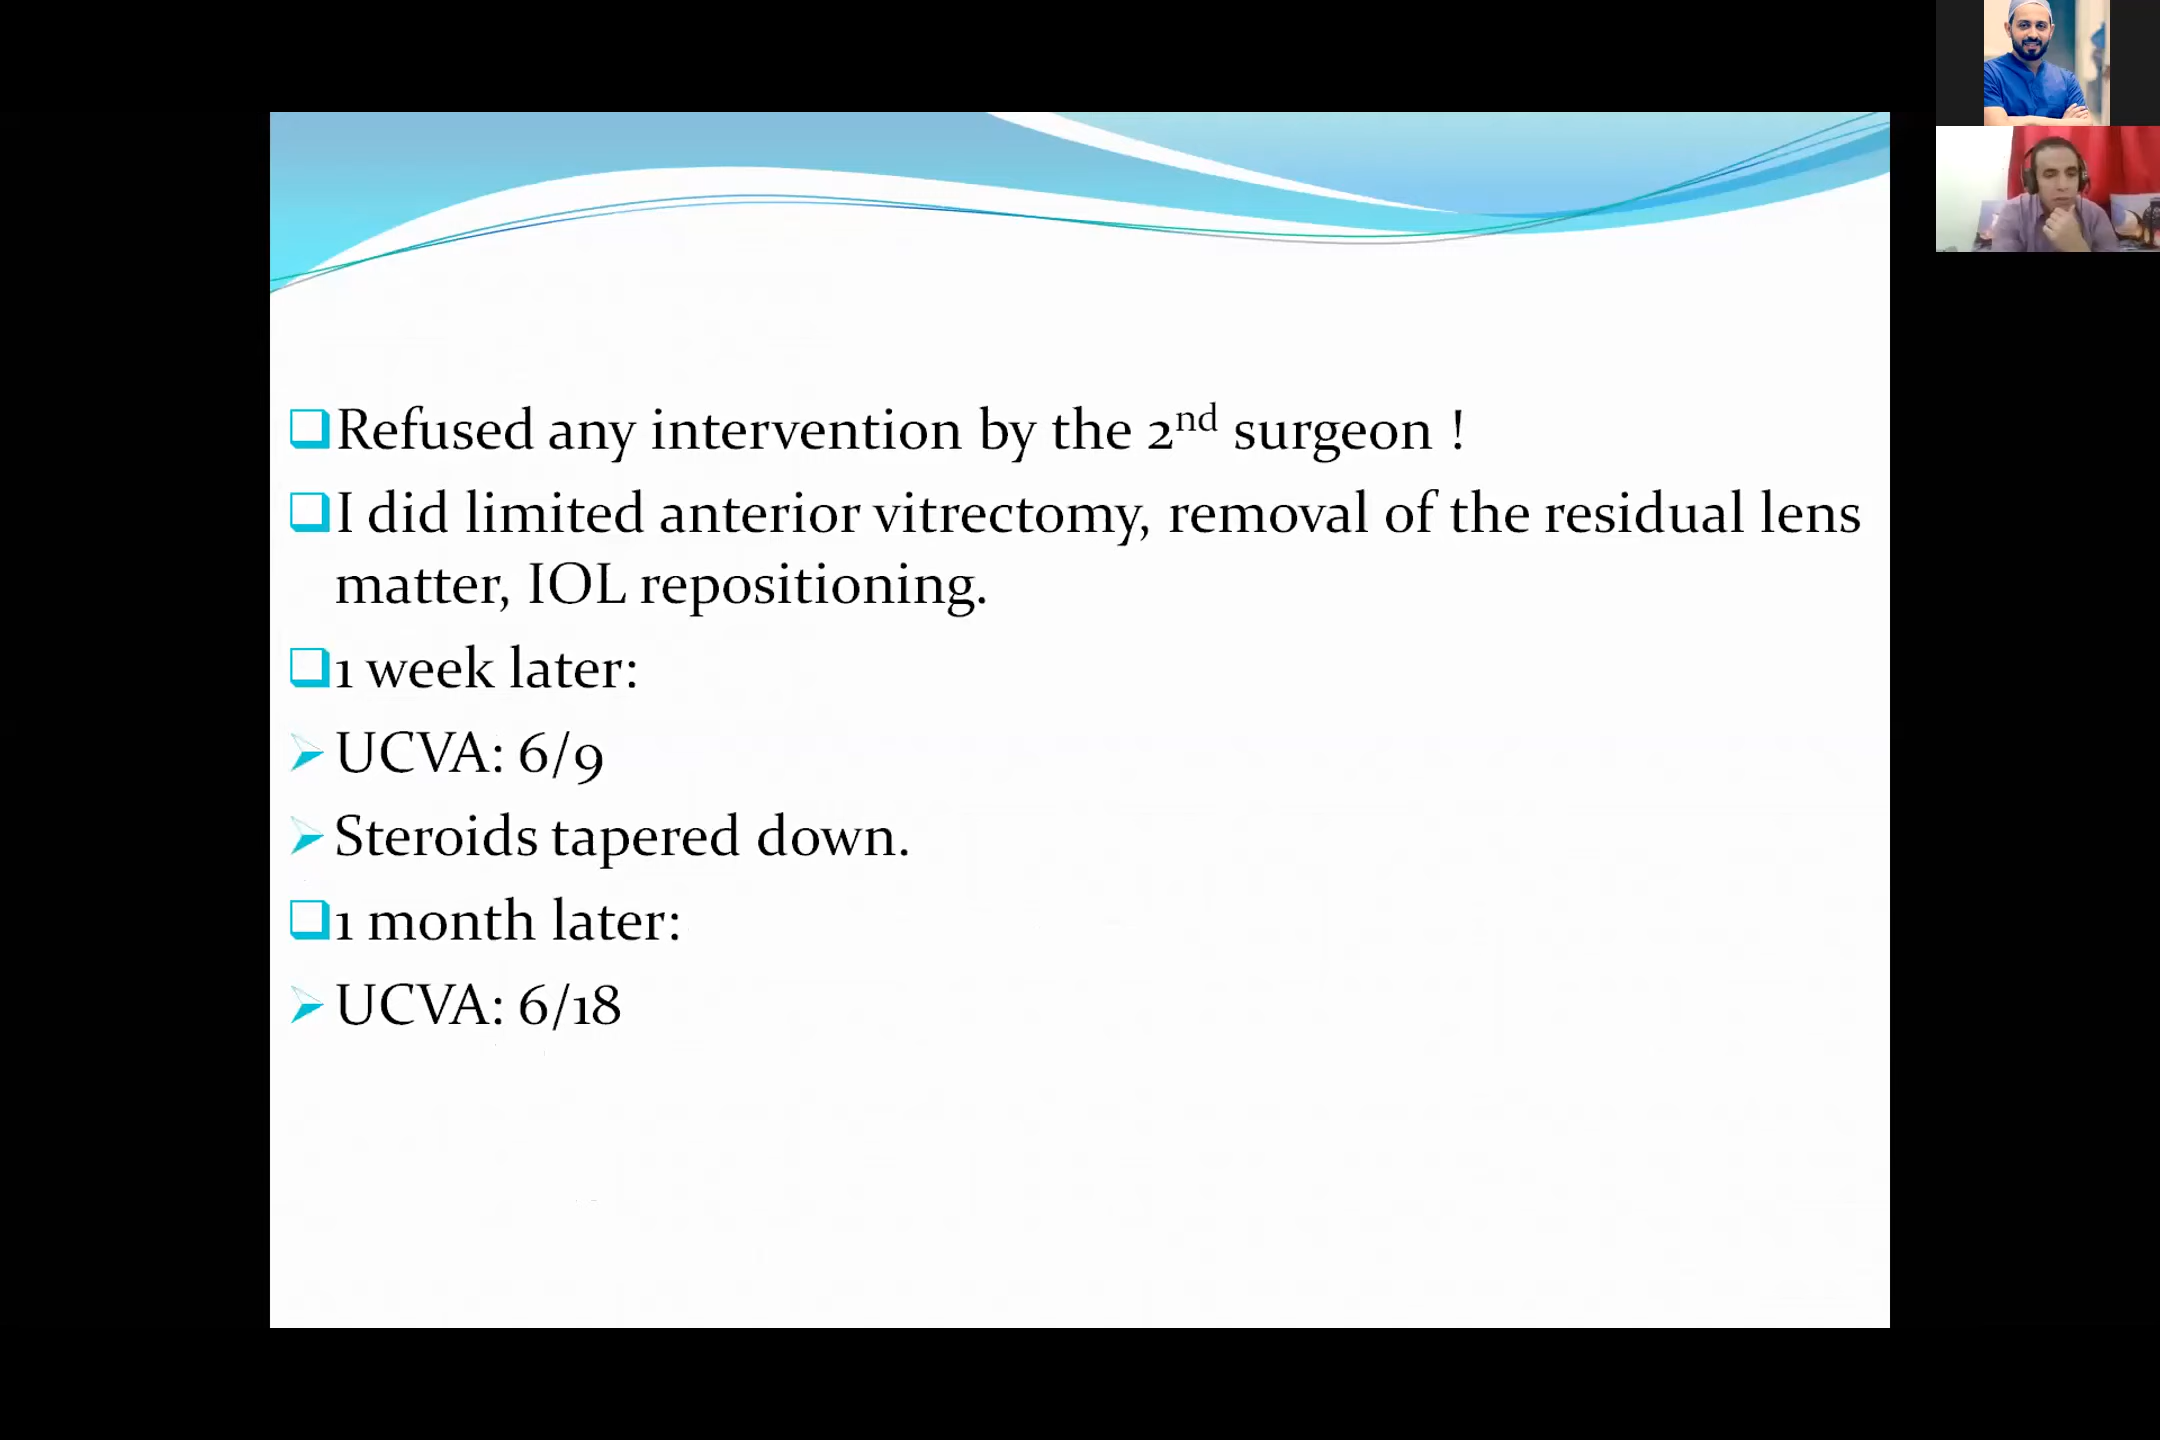 Refused any intervention by the 2nd surgeon !
I did limited anterior vitrectomy, removal of the residual lens
matter, IOL repositioning.
1 week later:
UCVA: 6/9
Steroids tapered down.
1 month later:
UCVA: 6/18